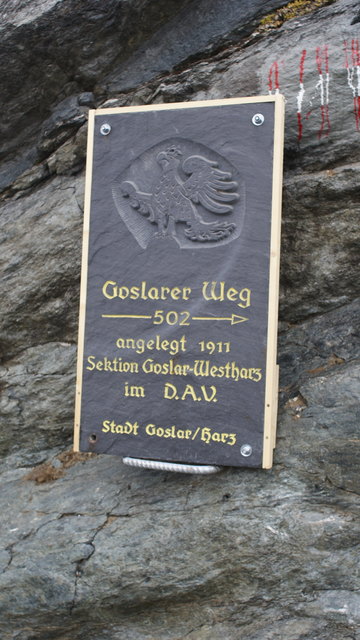 Goslarer Weg
502
angelegt 1911
Sektion Goslar-Westharz
im D.A.V.
Stadt Goslar/Harz